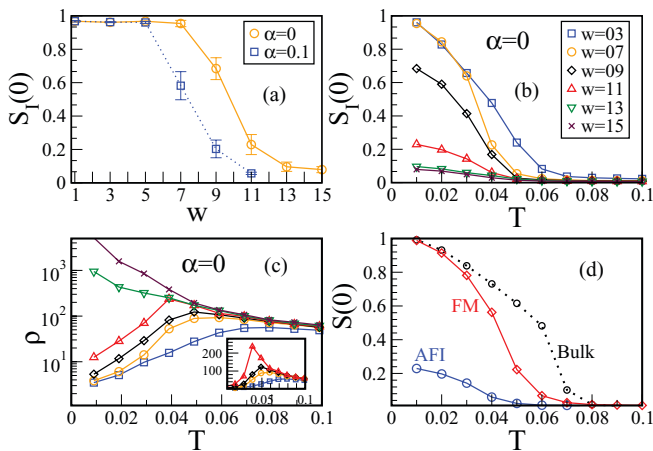 1
0.8
0.6
0.4
0.2
0
S_I(0)
1 3 5 7 9 11 13 15
w
α=0
α=0.1
(a)
1
0.8
0.6
0.4
0.2
0
S_I(0)
0 0.02 0.04 0.06 0.08 0.1
T
α=0
(b)
w=03
w=07
w=09
w=11
w=13
w=15
10^3
10^2
10^1
ρ
0 0.02 0.04 0.06 0.08 0.1
T
α=0
(c)
200
100
0.05 0.1
1
0.8
0.6
0.4
0.2
S(0)
0 0.02 0.04 0.06 0.08 0.1
T
(d)
FM
AFI
Bulk